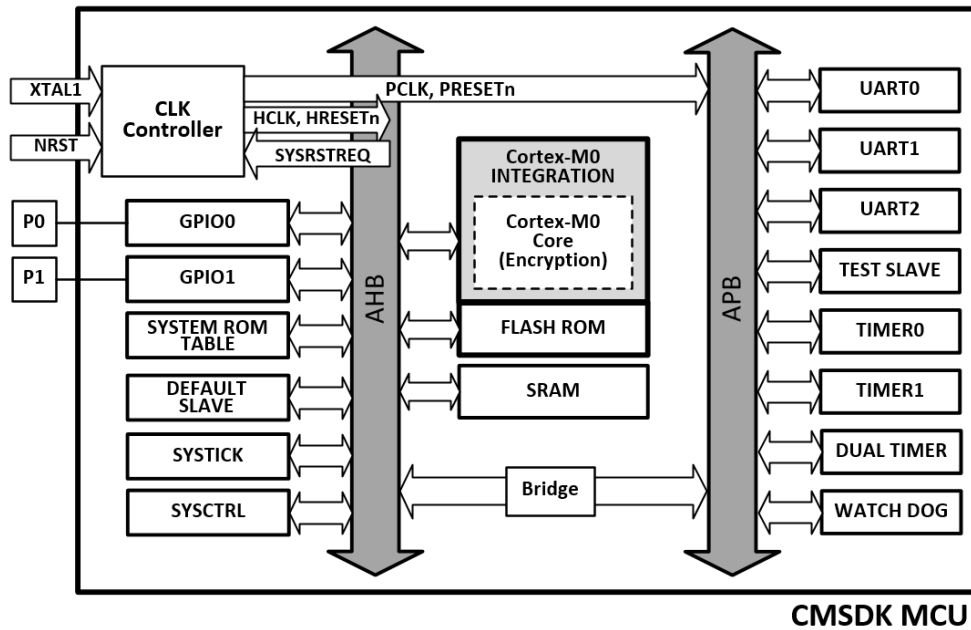 XTAL1
NRST
CLK
Controller
PCLK, PRESETn
HCLK, HRESETn
SYSRSTREQ
P0
P1
GPIO0
GPIO1
SYSTEM ROM
TABLE
DEFAULT
SLAVE
SYSTICK
SYSCTRL
AHB
Cortex-M0
INTEGRATION
Cortex-M0
Core
(Encryption)
FLASH ROM
SRAM
Bridge
APB
UART0
UART1
UART2
TEST SLAVE
TIMER0
TIMER1
DUAL TIMER
WATCH DOG
CMSDK MCU